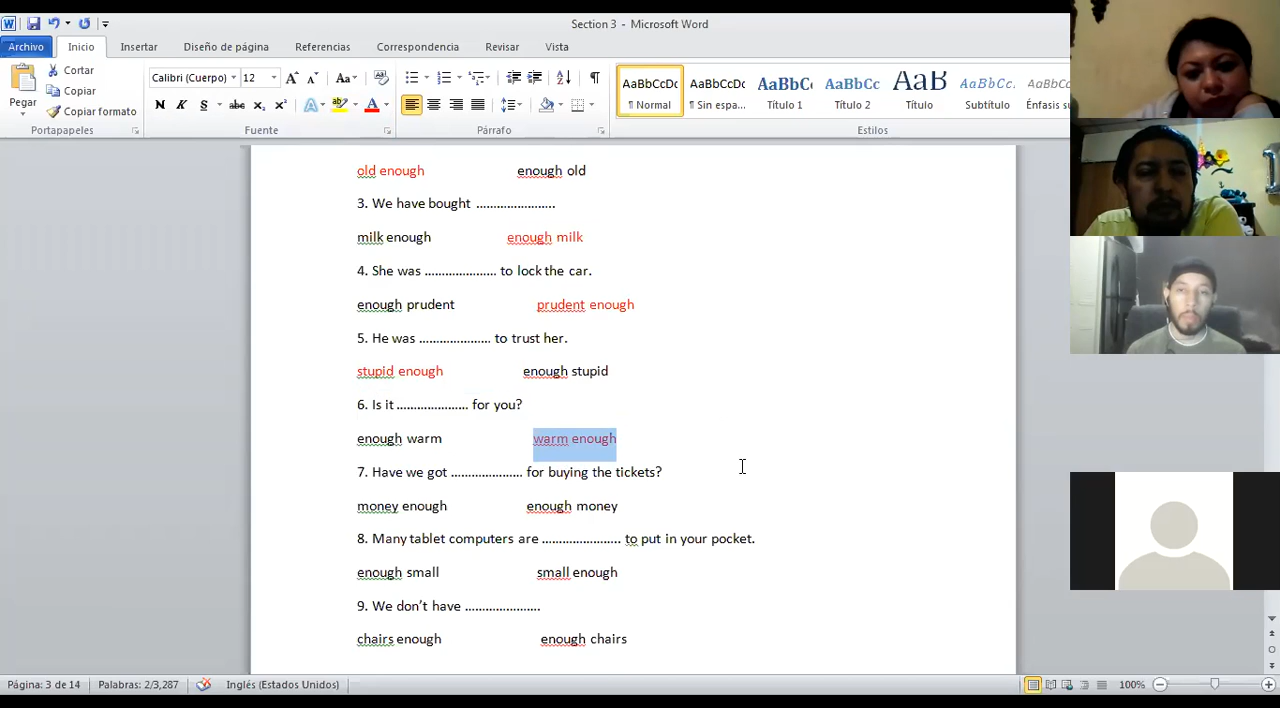 Section 3 - Microsoft Word
Archivo Inicio Insertar Diseño de página Referencias Correspondencia Revisar Vista
Pegar
Cortar
Copiar
Copiar formato
Calibri (Cuerpo) 12
AaBbCcDc AaBbCcDc AaBbC AaBbCc AaB AaBbCc AaBbCcDc
¶ Normal ¶ Sin espa... Título 1 Título 2 Título Subtítulo Énfasis su
Portapapeles Fuente Párrafo Estilos
old enough enough old
3. We have bought .....................
milk enough enough milk
4. She was ................... to lock the car.
enough prudent prudent enough
5. He was ................... to trust her.
stupid enough enough stupid
6. Is it ................... for you?
enough warm warm enough
7. Have we got ................... for buying the tickets?
money enough enough money
8. Many tablet computers are ..................... to put in your pocket.
enough small small enough
9. We don’t have ....................
chairs enough enough chairs
Página: 3 de 14 Palabras: 2/3,287 Inglés (Estados Unidos) 100%